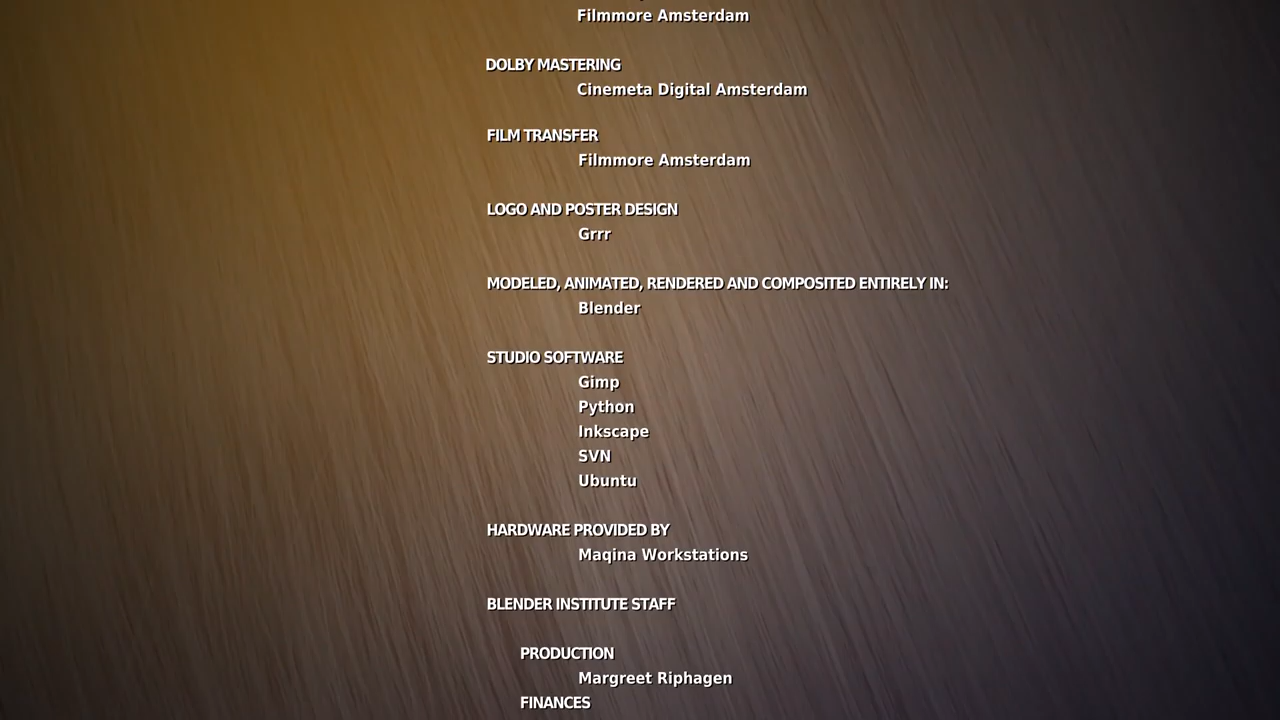 Filmmore Amsterdam
DOLBY MASTERING
Cinemeta Digital Amsterdam
FILM TRANSFER
Filmmore Amsterdam
LOGO AND POSTER DESIGN
Grrr
MODELED, ANIMATED, RENDERED AND COMPOSITED ENTIRELY IN:
Blender
STUDIO SOFTWARE
Gimp
Python
Inkscape
SVN
Ubuntu
HARDWARE PROVIDED BY
Maqina Workstations
BLENDER INSTITUTE STAFF
PRODUCTION
Margreet Riphagen
FINANCES